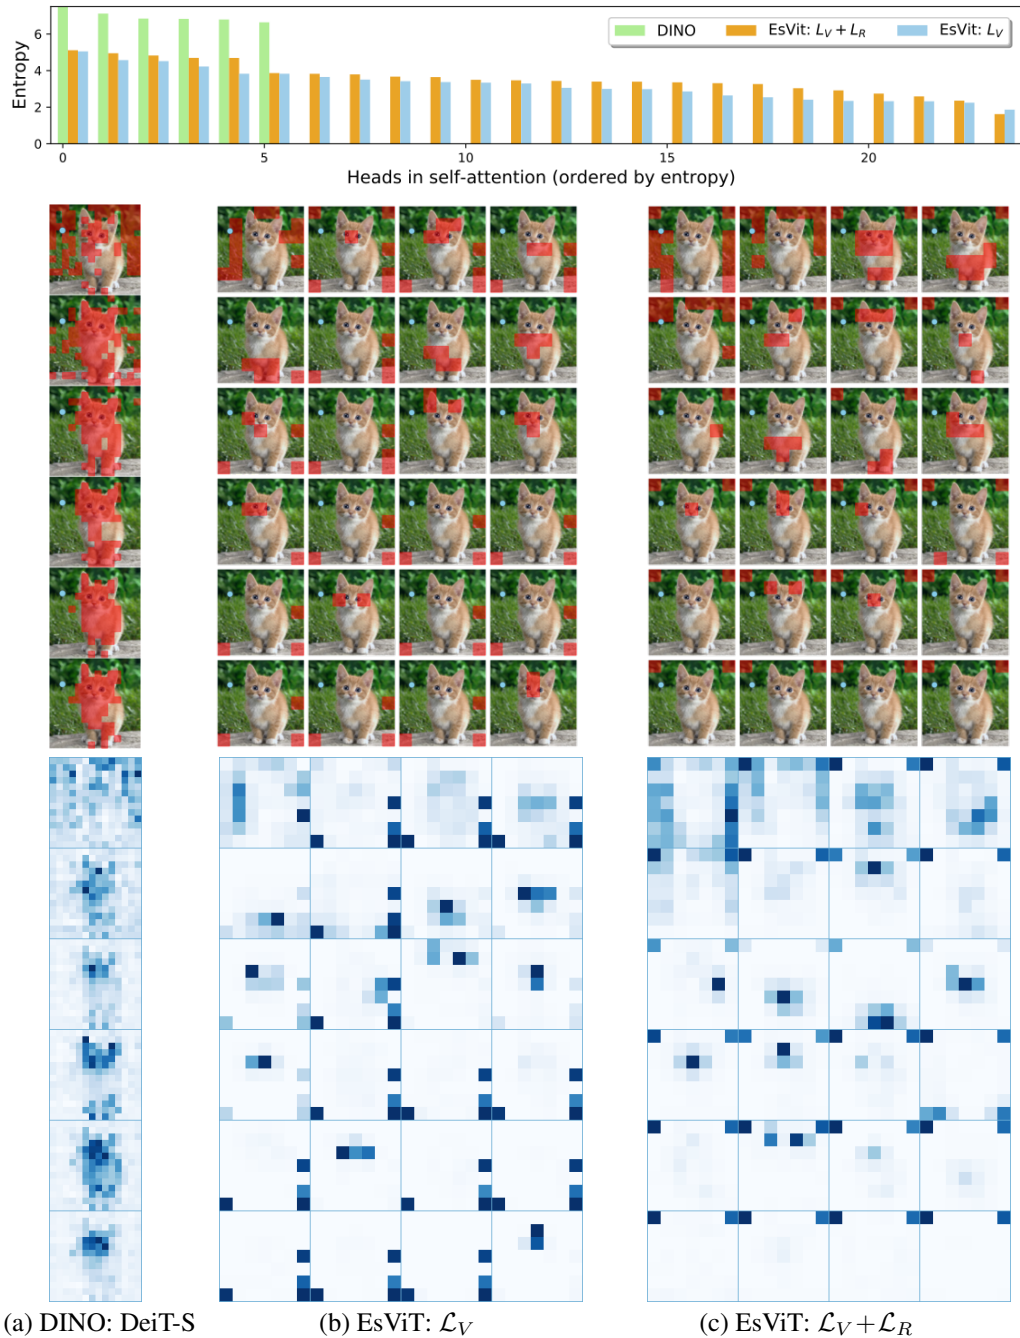 6
4
2
0
Entropy
DINO
EsVit: L_V + L_R
EsVit: L_V
0 5 10 15 20
Heads in self-attention (ordered by entropy)
(a) DINO: DeiT-S (b) EsViT: ℒ_V (c) EsViT: ℒ_V+ℒ_R